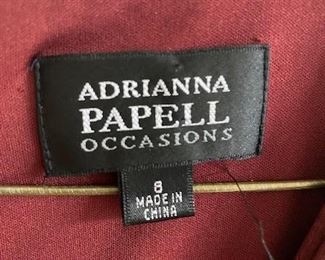 ADRIANNA
PAPELL
OCCASIONS
8
MADE IN
CHINA